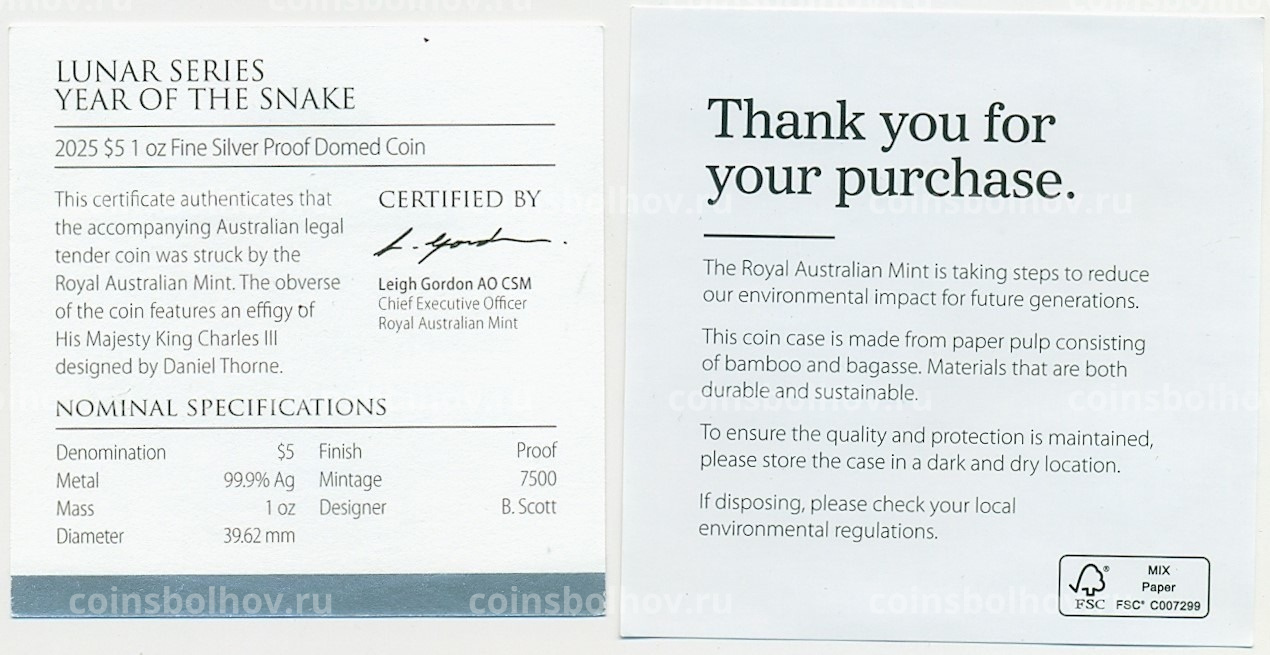 LUNAR SERIES
YEAR OF THE SNAKE
2025 $5 1 oz Fine Silver Proof Domed Coin
This certificate authenticates that
the accompanying Australian legal
tender coin was struck by the
Royal Australian Mint. The obverse
of the coin features an effigy of
His Majesty King Charles III
designed by Daniel Thorne.
CERTIFIED BY
L. Gordon.
Leigh Gordon AO CSM
Chief Executive Officer
Royal Australian Mint
NOMINAL SPECIFICATIONS
Denomination $5 Finish Proof
Metal 99.9% Ag Mintage 7500
Mass 1 oz Designer B. Scott
Diameter 39.62 mm
Thank you for
your purchase.
The Royal Australian Mint is taking steps to reduce
our environmental impact for future generations.
This coin case is made from paper pulp consisting
of bamboo and bagasse. Materials that are both
durable and sustainable.
To ensure the quality and protection is maintained,
please store the case in a dark and dry location.
If disposing, please check your local
environmental regulations.
FSC
MIX
Paper
FSC® C007299
coinsbolhov.ru coinsbolhov.ru coinsbolhov.ru